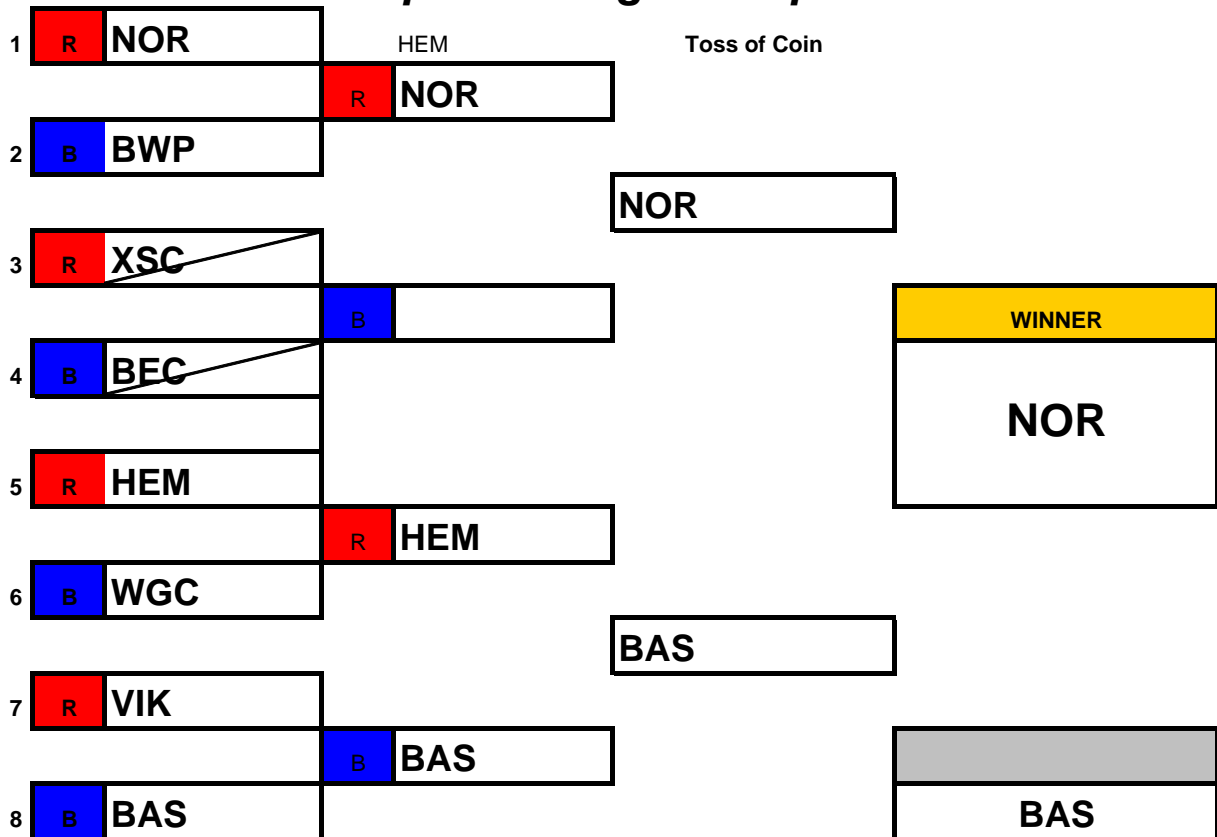 1 R NOR HEM Toss of Coin
R NOR
2 B BWP
NOR
3 R XSC
B WINNER
4 B BEC
NOR
5 R HEM
R HEM
6 B WGC
BAS
7 R VIK
B BAS
8 B BAS BAS